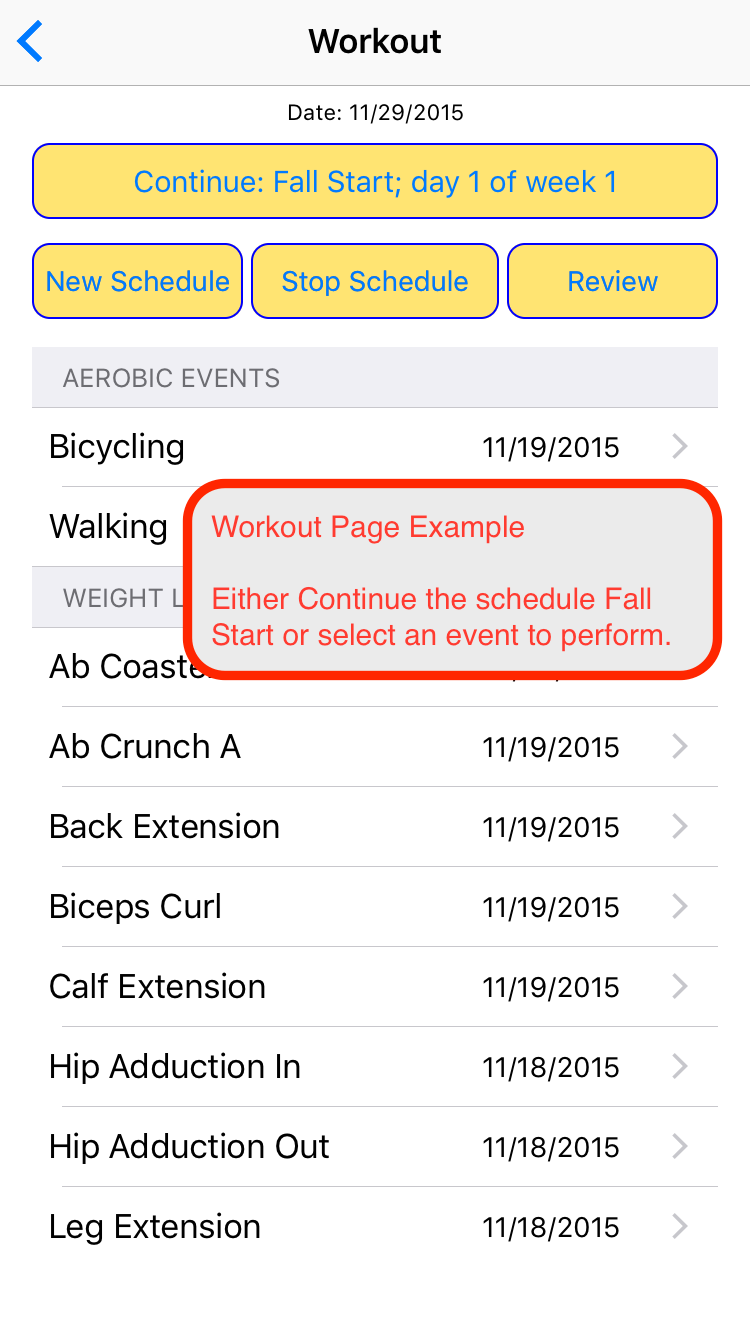 Workout
Date: 11/29/2015
Continue: Fall Start; day 1 of week 1
New Schedule Stop Schedule Review
AEROBIC EVENTS
Bicycling 11/19/2015
Walking
Workout Page Example
WEIGHT
Either Continue the schedule Fall
Start or select an event to perform.
Ab
Ab Crunch A 11/19/2015
Back Extension 11/19/2015
Biceps Curl 11/19/2015
Calf Extension 11/19/2015
Hip Adduction In 11/18/2015
Hip Adduction Out 11/18/2015
Leg Extension 11/18/2015